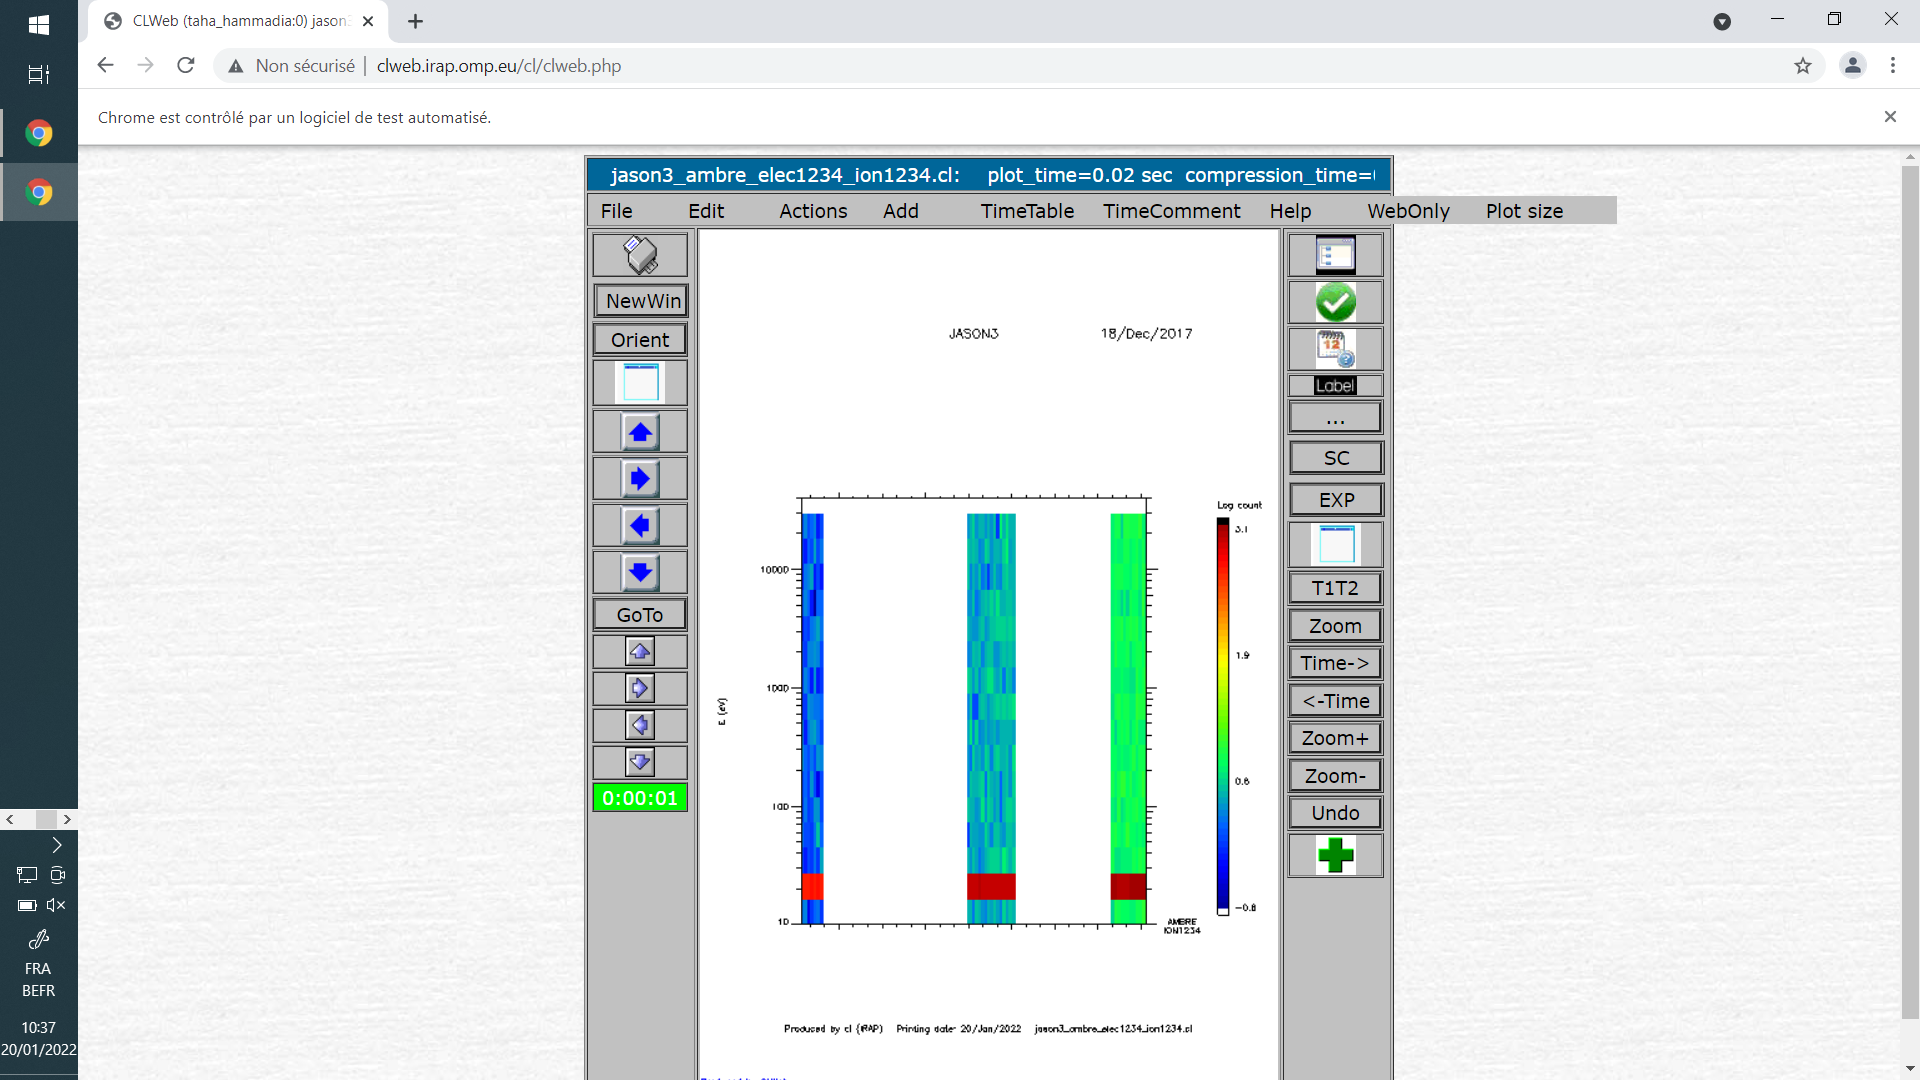 CLWeb (taha_hammadia:0) jason3
Non sécurisé | clweb.irap.omp.eu/cl/clweb.php
Chrome est contrôlé par un logiciel de test automatisé.
jason3_ambre_elec1234_ion1234.cl: plot_time=0.02 sec compression_time=
File Edit Actions Add TimeTable TimeComment Help WebOnly Plot size
NewWin
Orient
GoTo
0:00:01
JASON3 18/Dec/2017
Log count
3.1
1.9
0.6
-0.8
10000
1000
100
10
E (eV)
AMBRE
ION1234
Produced by cl (IRAP) Printing date: 20/Jan/2022 jason3_ambre_elec1234_ion1234.cl
12
Label
...
SC
EXP
T1T2
Zoom
Time->
<-Time
Zoom+
Zoom-
Undo
FRA
BEFR
10:37
20/01/2022